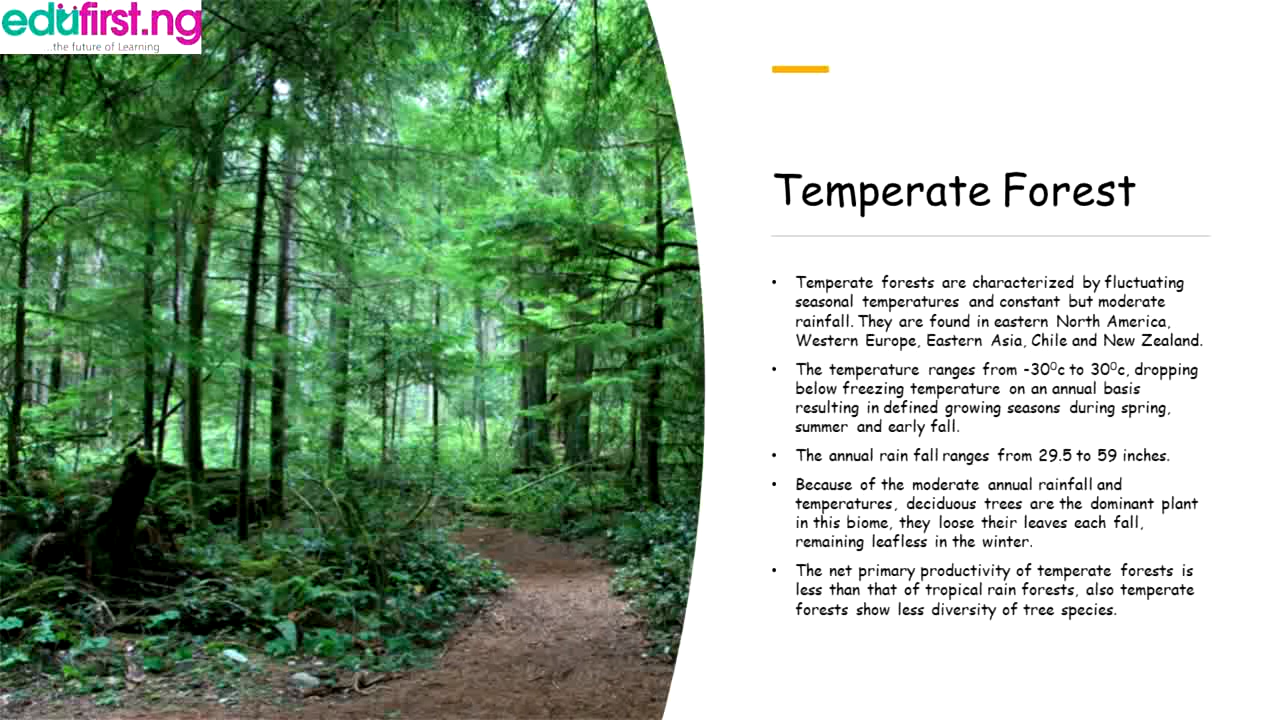 edufirst.ng
...the future of Learning
Temperate Forest
• Temperate forests are characterized by fluctuating
seasonal temperatures and constant but moderate
rainfall. They are found in eastern North America,
Western Europe, Eastern Asia, Chile and New Zealand.
• The temperature ranges from -30⁰c to 30⁰c, dropping
below freezing temperature on an annual basis
resulting in defined growing seasons during spring,
summer and early fall.
• The annual rain fall ranges from 29.5 to 59 inches.
• Because of the moderate annual rainfall and
temperatures, deciduous trees are the dominant plant
in this biome, they loose their leaves each fall,
remaining leafless in the winter.
• The net primary productivity of temperate forests is
less than that of tropical rain forests, also temperate
forests show less diversity of tree species.